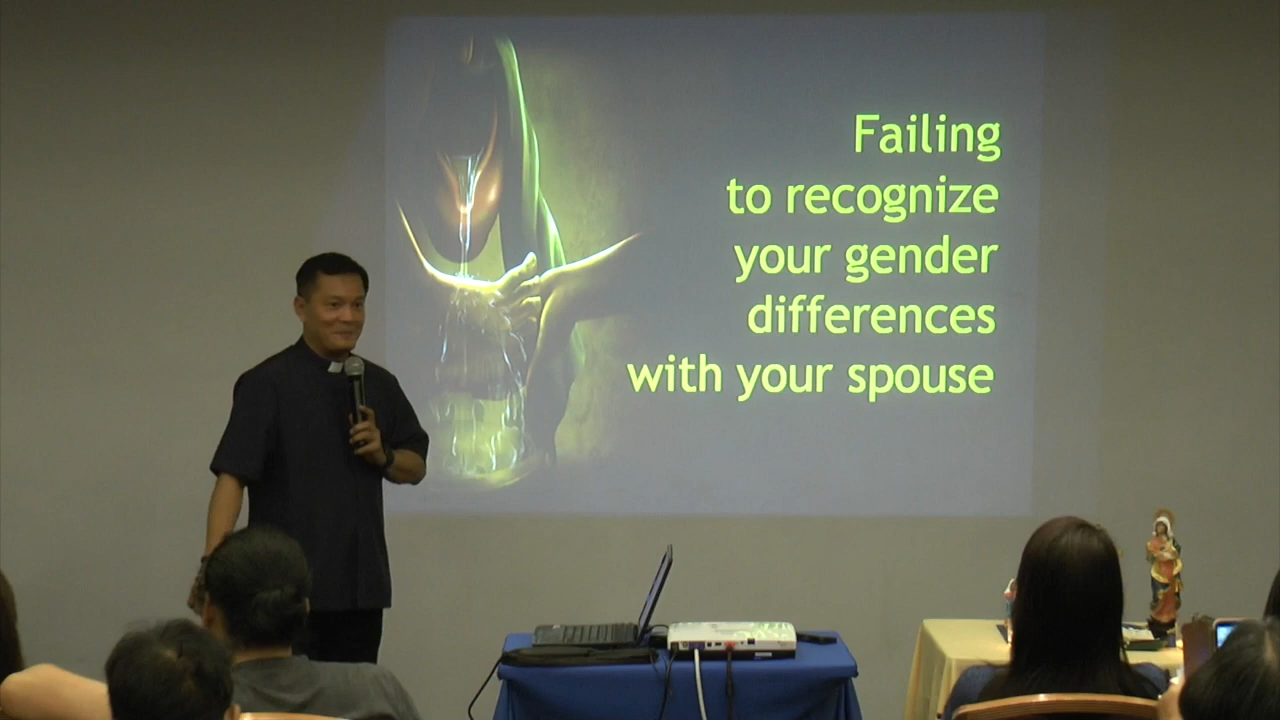 Failing
to recognize
your gender
differences
with your spouse